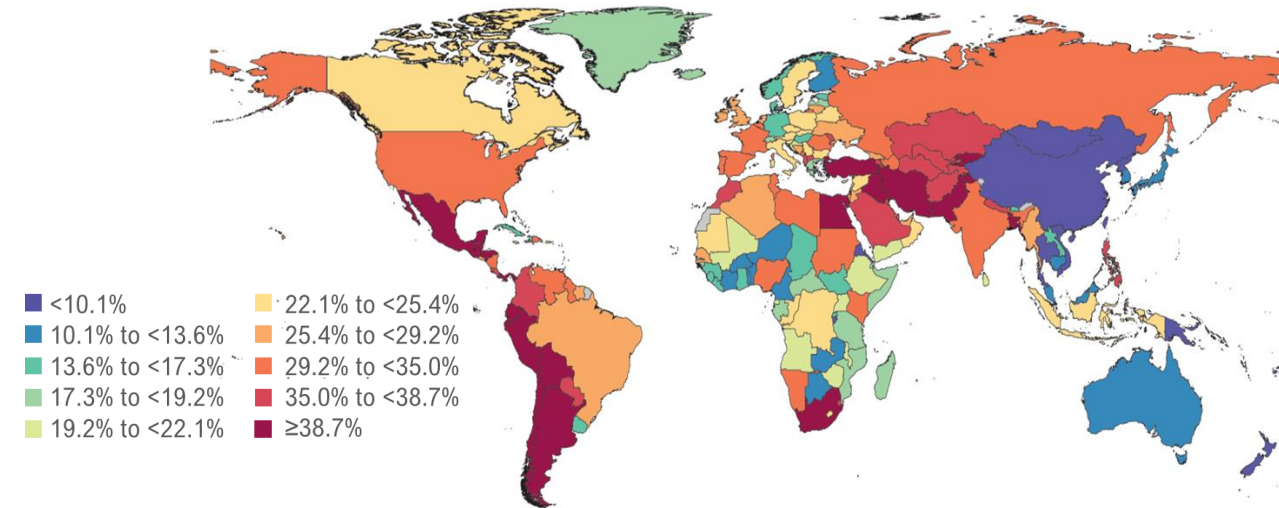 <10.1%
10.1% to <13.6%
13.6% to <17.3%
17.3% to <19.2%
19.2% to <22.1%
22.1% to <25.4%
25.4% to <29.2%
29.2% to <35.0%
35.0% to <38.7%
≥38.7%